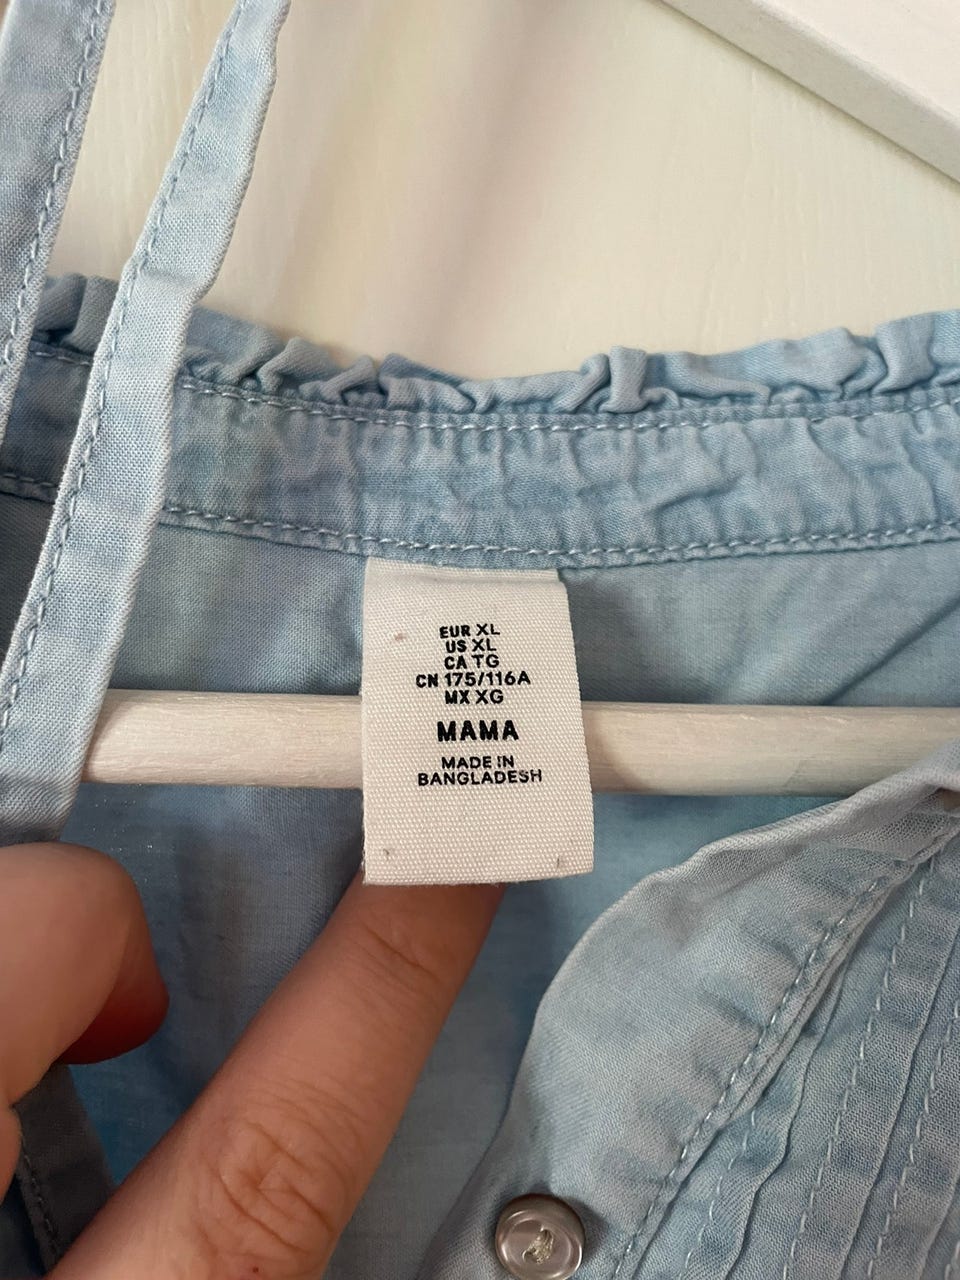 EUR XL
US XL
CA TG
CN 175/116A
MX XG
MAMA
MADE IN
BANGLADESH